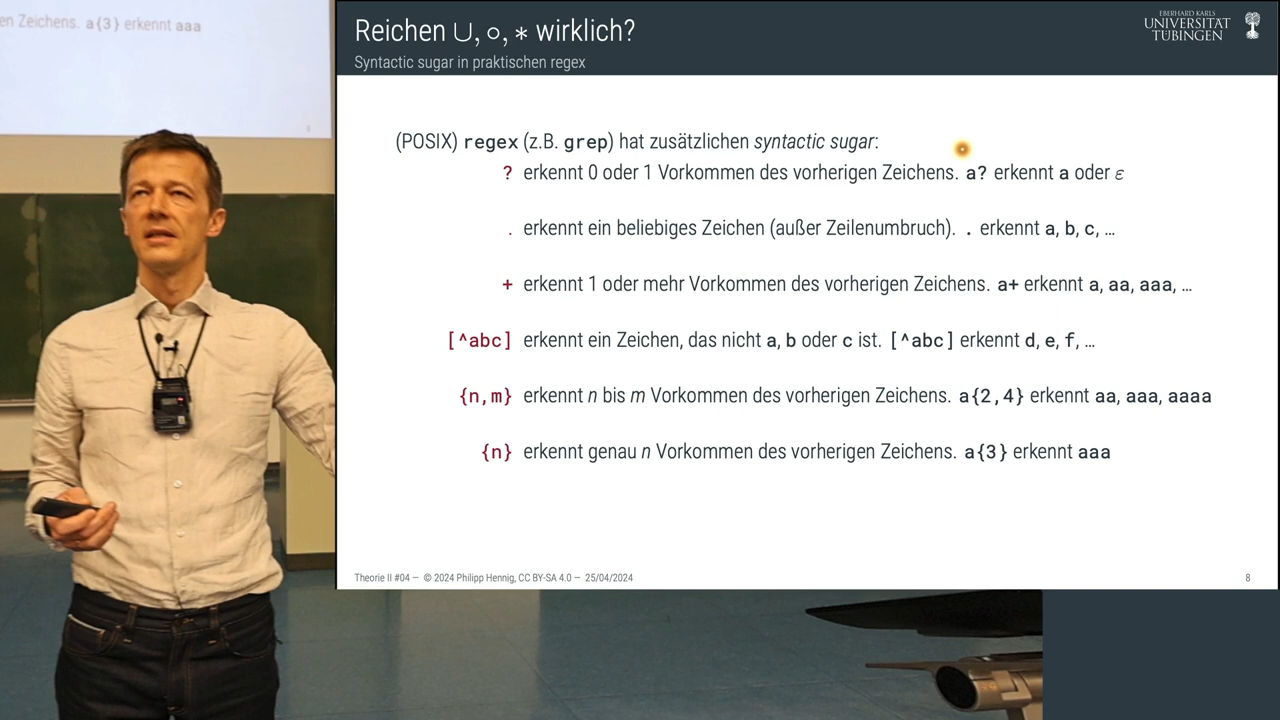 en Zeichens. a{3} erkennt aaa
Reichen ∪, ∘, ∗ wirklich?
Syntactic sugar in praktischen regex
EBERHARD KARLS
UNIVERSITÄT
TÜBINGEN
(POSIX) regex (z.B. grep) hat zusätzlichen syntactic sugar:
? erkennt 0 oder 1 Vorkommen des vorherigen Zeichens. a? erkennt a oder ε
. erkennt ein beliebiges Zeichen (außer Zeilenumbruch). . erkennt a, b, c, …
+ erkennt 1 oder mehr Vorkommen des vorherigen Zeichens. a+ erkennt a, aa, aaa, …
[^abc] erkennt ein Zeichen, das nicht a, b oder c ist. [^abc] erkennt d, e, f, …
{n,m} erkennt n bis m Vorkommen des vorherigen Zeichens. a{2,4} erkennt aa, aaa, aaaa
{n} erkennt genau n Vorkommen des vorherigen Zeichens. a{3} erkennt aaa
Theorie II #04 — © 2024 Philipp Hennig, CC BY-SA 4.0 — 25/04/2024
8